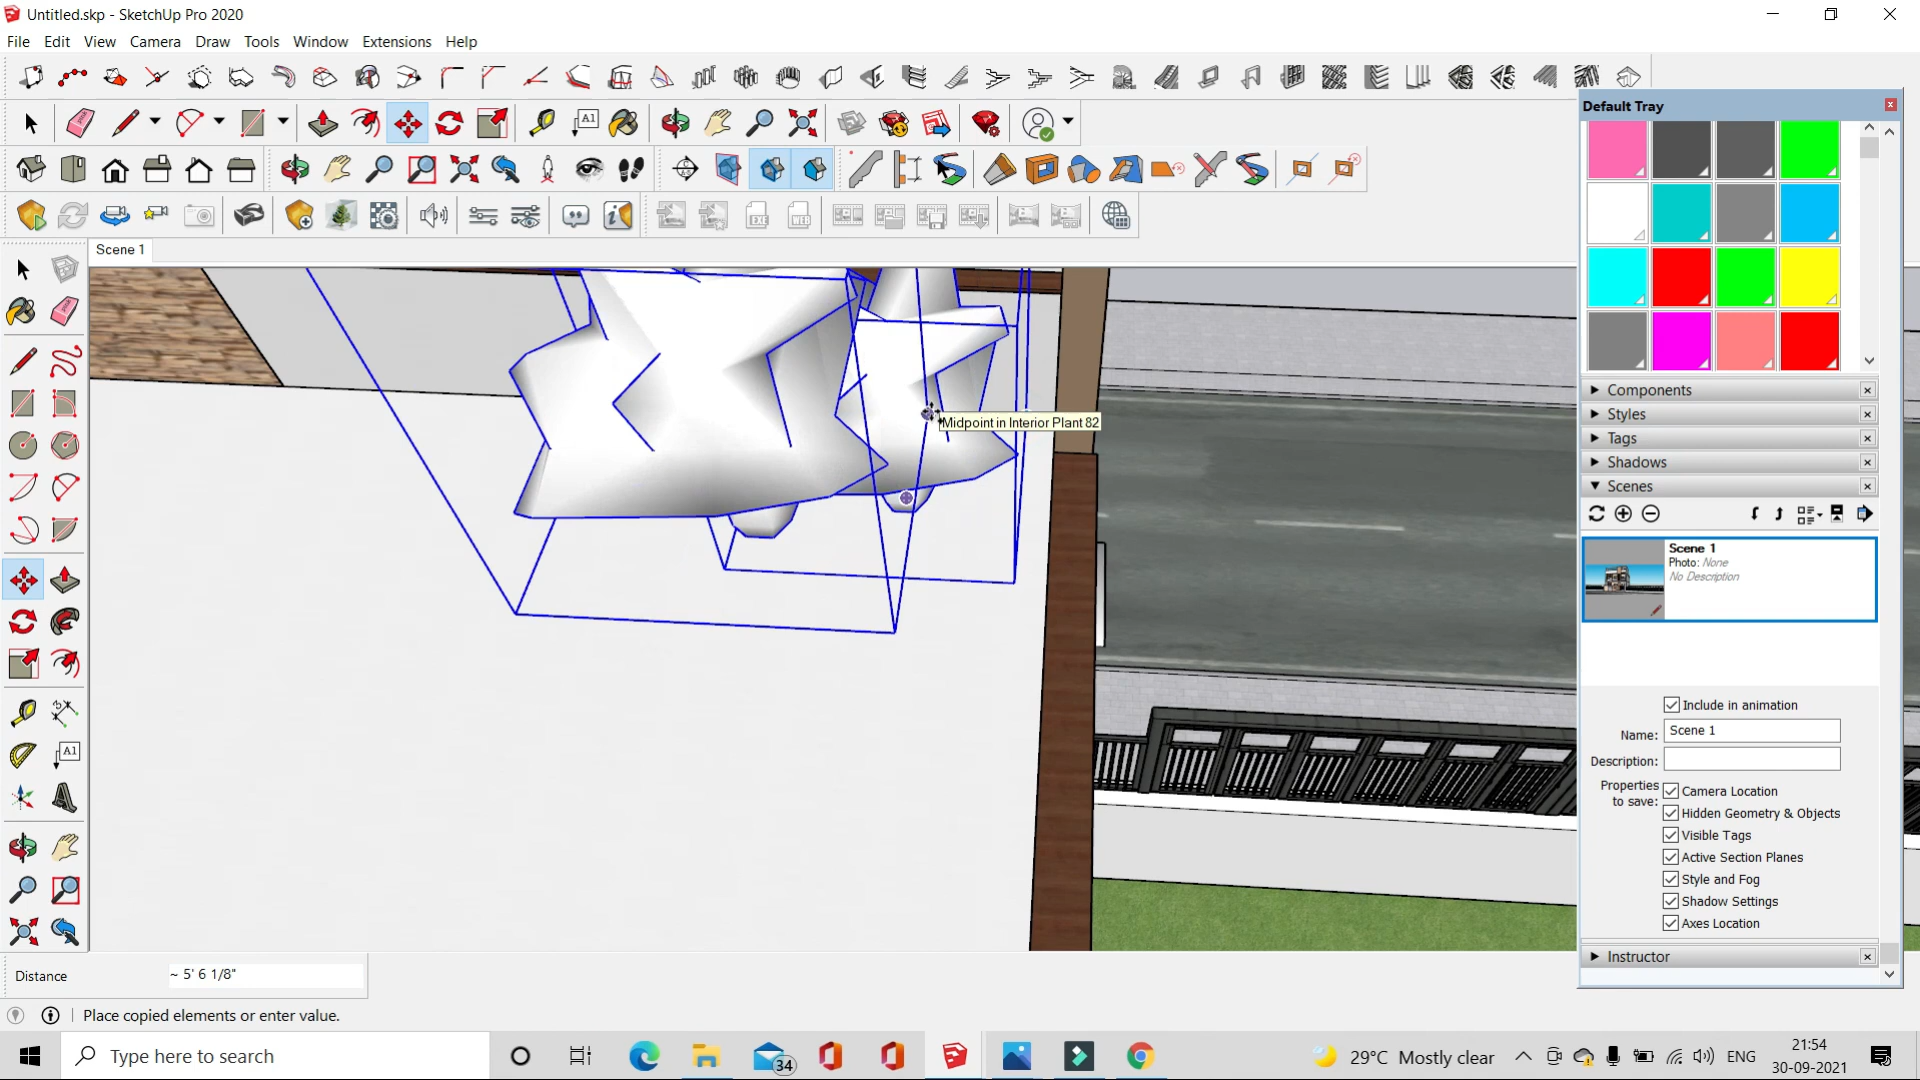 Untitled.skp - SketchUp Pro 2020
File Edit View Camera Draw Tools Window Extensions Help
Default Tray
Scene 1
Midpoint in Interior Plant 82
Components
Styles
Tags
Shadows
Scenes
Scene 1
Photo: None
No Description
Include in animation
Name: Scene 1
Description:
Properties to save:
Camera Location
Hidden Geometry & Objects
Visible Tags
Active Section Planes
Style and Fog
Shadow Settings
Axes Location
Instructor
Distance ~ 5' 6 1/8"
Place copied elements or enter value.
Type here to search
34
29°C Mostly clear
ENG
21:54
30-09-2021